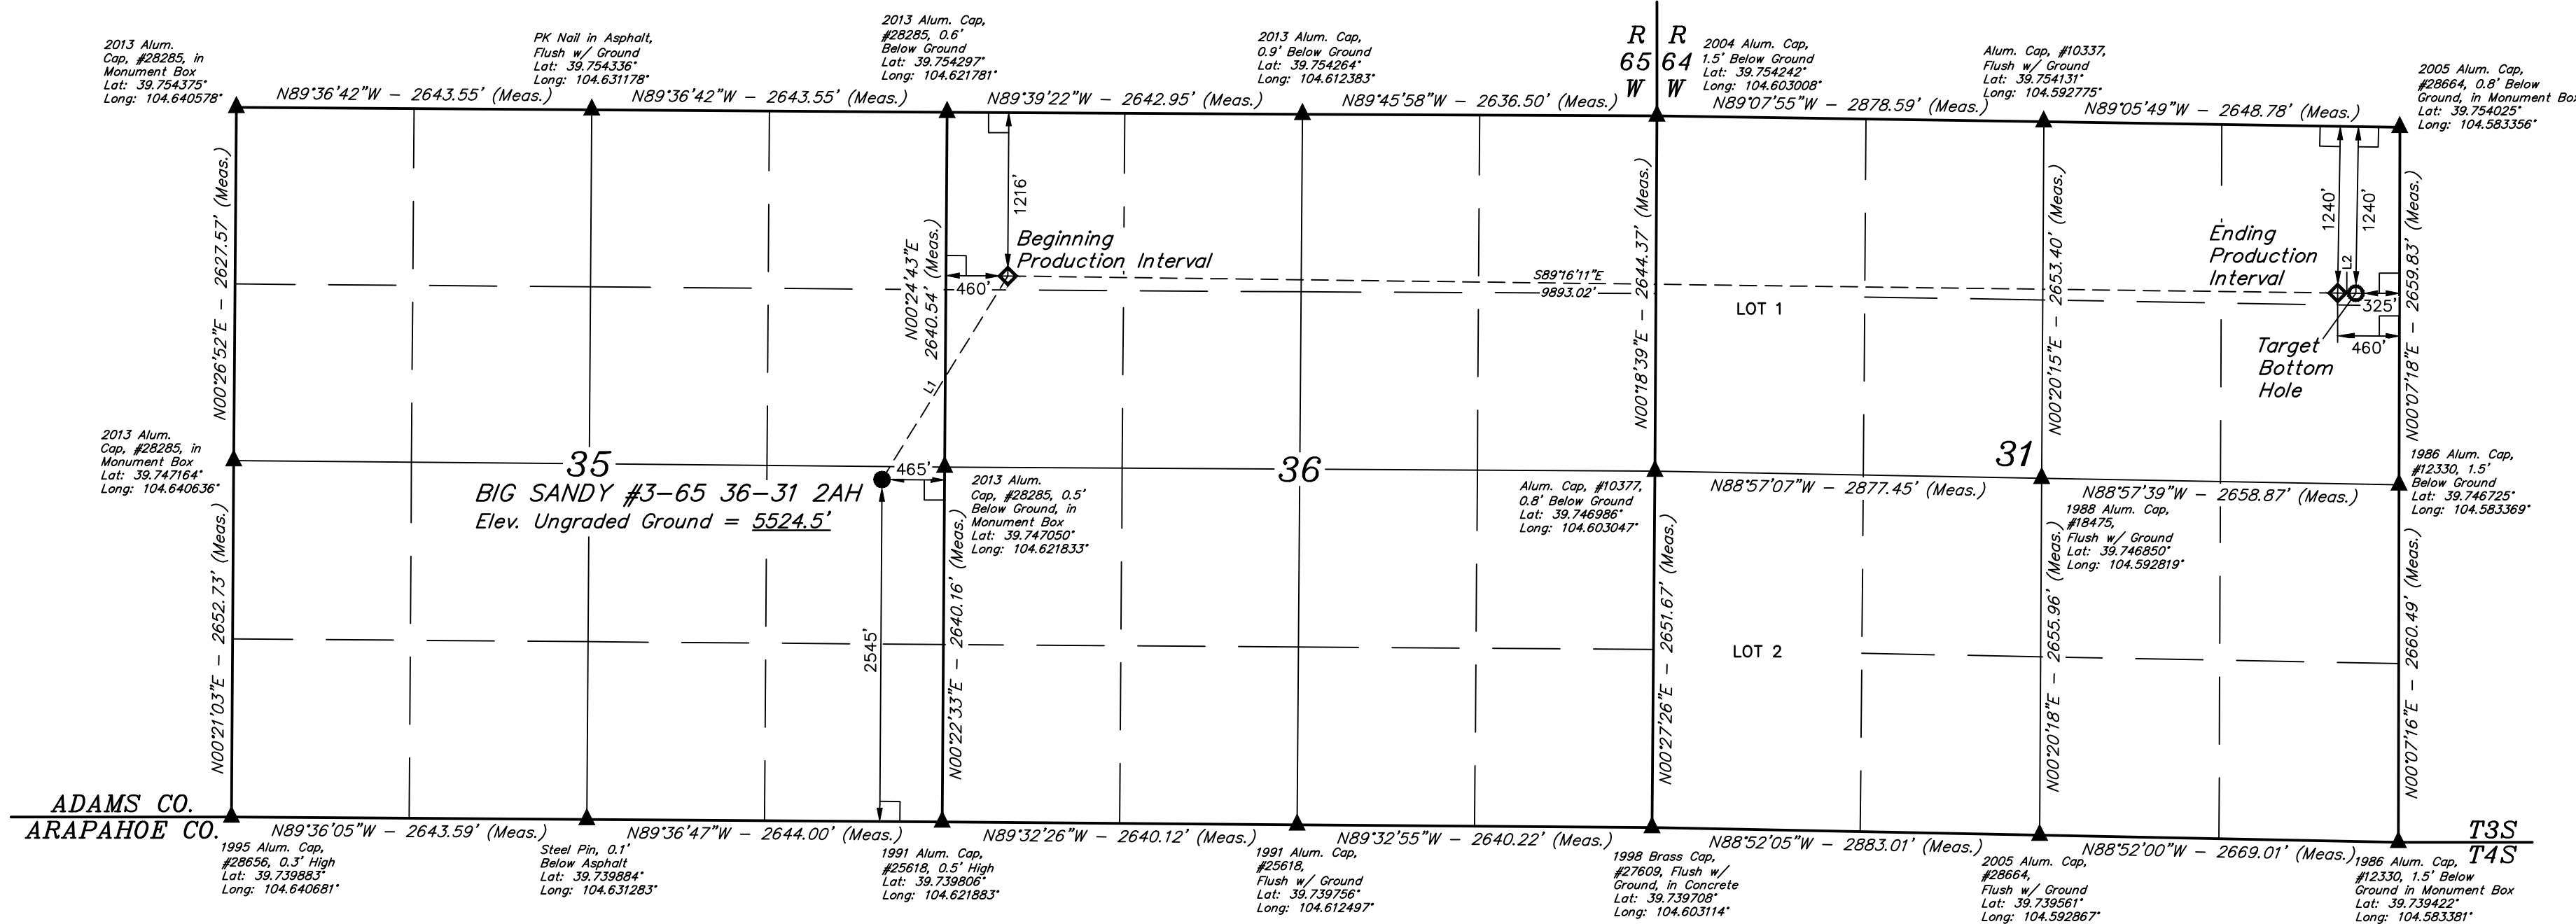 2013 Alum.
Cap, #28285, in
Monument Box
Lat: 39.754375°
Long: 104.640578°
PK Nail in Asphalt,
Flush w/ Ground
Lat: 39.754336°
Long: 104.631178°
2013 Alum. Cap,
#28285, 0.6'
Below Ground
Lat: 39.754297°
Long: 104.621781°
2013 Alum. Cap,
0.9' Below Ground
Lat: 39.754264°
Long: 104.612383°
R R
65 64
W W
2004 Alum. Cap,
1.5' Below Ground
Lat: 39.754242°
Long: 104.603008°
Alum. Cap, #10337,
Flush w/ Ground
Lat: 39.754131°
Long: 104.592775°
2005 Alum. Cap,
#28664, 0.8' Below
Ground, in Monument Box
Lat: 39.754025°
Long: 104.583356°
N89°36'42"W - 2643.55' (Meas.)
N89°36'42"W - 2643.55' (Meas.)
N89°39'22"W - 2642.95' (Meas.)
N89°45'58"W - 2636.50' (Meas.)
N89°07'55"W - 2878.59' (Meas.)
N89°05'49"W - 2648.78' (Meas.)
N00°26'52"E - 2627.57' (Meas.)
N00°24'43"E
2640.54' (Meas.)
1216'
Beginning
Production Interval
460'
L1
S89°16'11"E
9893.02'
N00°18'39"E - 2644.37' (Meas.)
LOT 1
N00°20'15"E - 2653.40' (Meas.)
Ending
Production
Interval
1240'
1240'
L2
325'
460'
Target
Bottom
Hole
N00°07'18"E - 2659.83' (Meas.)
2013 Alum.
Cap, #28285, in
Monument Box
Lat: 39.747164°
Long: 104.640636°
35
465'
BIG SANDY #3-65 36-31 2AH
Elev. Ungraded Ground = 5524.5'
2013 Alum.
Cap, #28285, 0.5'
Below Ground, in
Monument Box
Lat: 39.747050°
Long: 104.621833°
36
Alum. Cap, #10377,
0.8' Below Ground
Lat: 39.746986°
Long: 104.603047°
31
N88°57'07"W - 2877.45' (Meas.)
N88°57'39"W - 2658.87' (Meas.)
1988 Alum. Cap,
#18475,
Flush w/ Ground
Lat: 39.746850°
Long: 104.592819°
1986 Alum. Cap,
#12330, 1.5'
Below Ground
Lat: 39.746725°
Long: 104.583369°
N00°21'03"E - 2652.73' (Meas.)
2545'
N00°22'33"E - 2640.16' (Meas.)
N00°27'26"E - 2651.67' (Meas.)
LOT 2
N00°20'18"E - 2655.96' (Meas.)
N00°07'16"E - 2660.49' (Meas.)
ADAMS CO.
ARAPAHOE CO.
N89°36'05"W - 2643.59' (Meas.)
N89°36'47"W - 2644.00' (Meas.)
N89°32'26"W - 2640.12' (Meas.)
N89°32'55"W - 2640.22' (Meas.)
N88°52'05"W - 2883.01' (Meas.)
N88°52'00"W - 2669.01' (Meas.)
T3S
T4S
1995 Alum. Cap,
#28656, 0.3' High
Lat: 39.739883°
Long: 104.640681°
Steel Pin, 0.1'
Below Asphalt
Lat: 39.739884°
Long: 104.631283°
1991 Alum. Cap,
#25618, 0.5' High
Lat: 39.739806°
Long: 104.621883°
1991 Alum. Cap,
#25618,
Flush w/ Ground
Lat: 39.739756°
Long: 104.612497°
1998 Brass Cap,
#27609, Flush w/
Ground, in Concrete
Lat: 39.739708°
Long: 104.603114°
2005 Alum. Cap,
#28664,
Flush w/ Ground
Lat: 39.739561°
Long: 104.592867°
1986 Alum. Cap,
#12330, 1.5' Below
Ground in Monument Box
Lat: 39.739422°
Long: 104.583381°